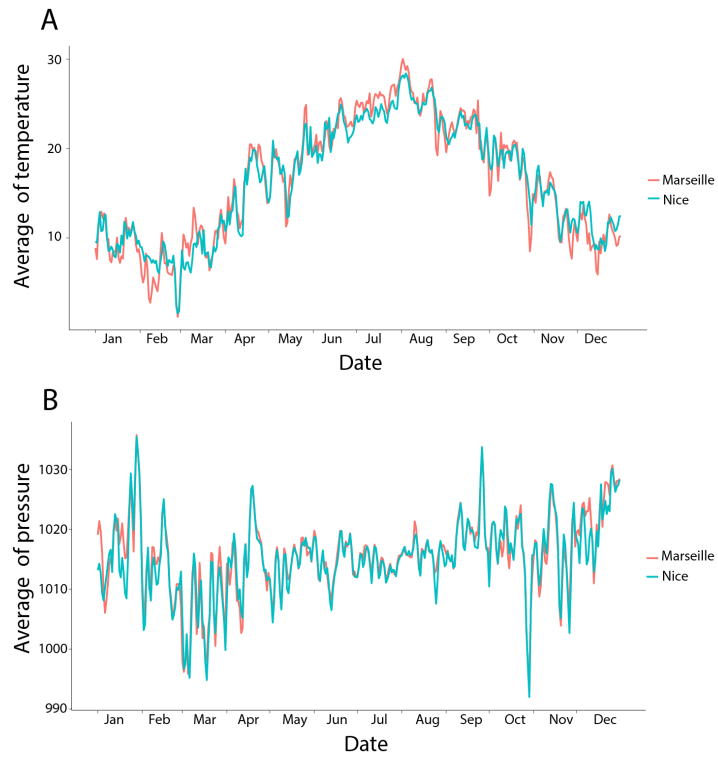 A
Average of temperature
30
20
10
Jan Feb Mar Apr May Jun Jul Aug Sep Oct Nov Dec
Date
Marseille
Nice
B
Average of pressure
1030
1020
1010
1000
990
Jan Feb Mar Apr May Jun Jul Aug Sep Oct Nov Dec
Date
Marseille
Nice